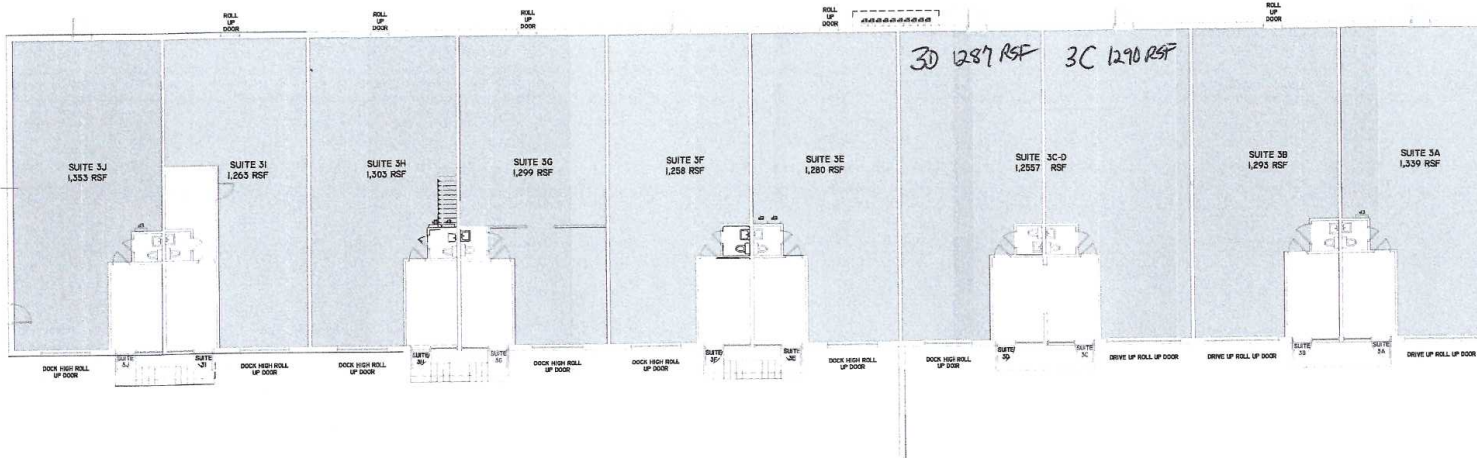 ROLL
UP
DOOR
ROLL
UP
DOOR
ROLL
UP
DOOR
ROLL
UP
DOOR
ROLL
UP
DOOR
3D 1287 RSF
3C 1290 RSF
SUITE 3J
1,353 RSF
SUITE 3I
1,263 RSF
SUITE 3H
1,303 RSF
SUITE 3G
1,299 RSF
SUITE 3F
1,258 RSF
SUITE 3E
1,280 RSF
SUITE 3C-D
1,2557 RSF
SUITE 3B
1,293 RSF
SUITE 3A
1,339 RSF
DOCK HIGH ROLL
UP DOOR
SUITE
3J
SUITE
3I
DOCK HIGH ROLL
UP DOOR
DOCK HIGH ROLL
UP DOOR
SUITE
3H
SUITE
3G
DOCK HIGH ROLL
UP DOOR
DOCK HIGH ROLL
UP DOOR
SUITE
3F
SUITE
3E
DOCK HIGH ROLL
UP DOOR
DOCK HIGH ROLL
UP DOOR
SUITE
3D
SUITE
3C
DRIVE UP ROLL UP DOOR
DRIVE UP ROLL UP DOOR
SUITE
3B
SUITE
3A
DRIVE UP ROLL UP DOOR